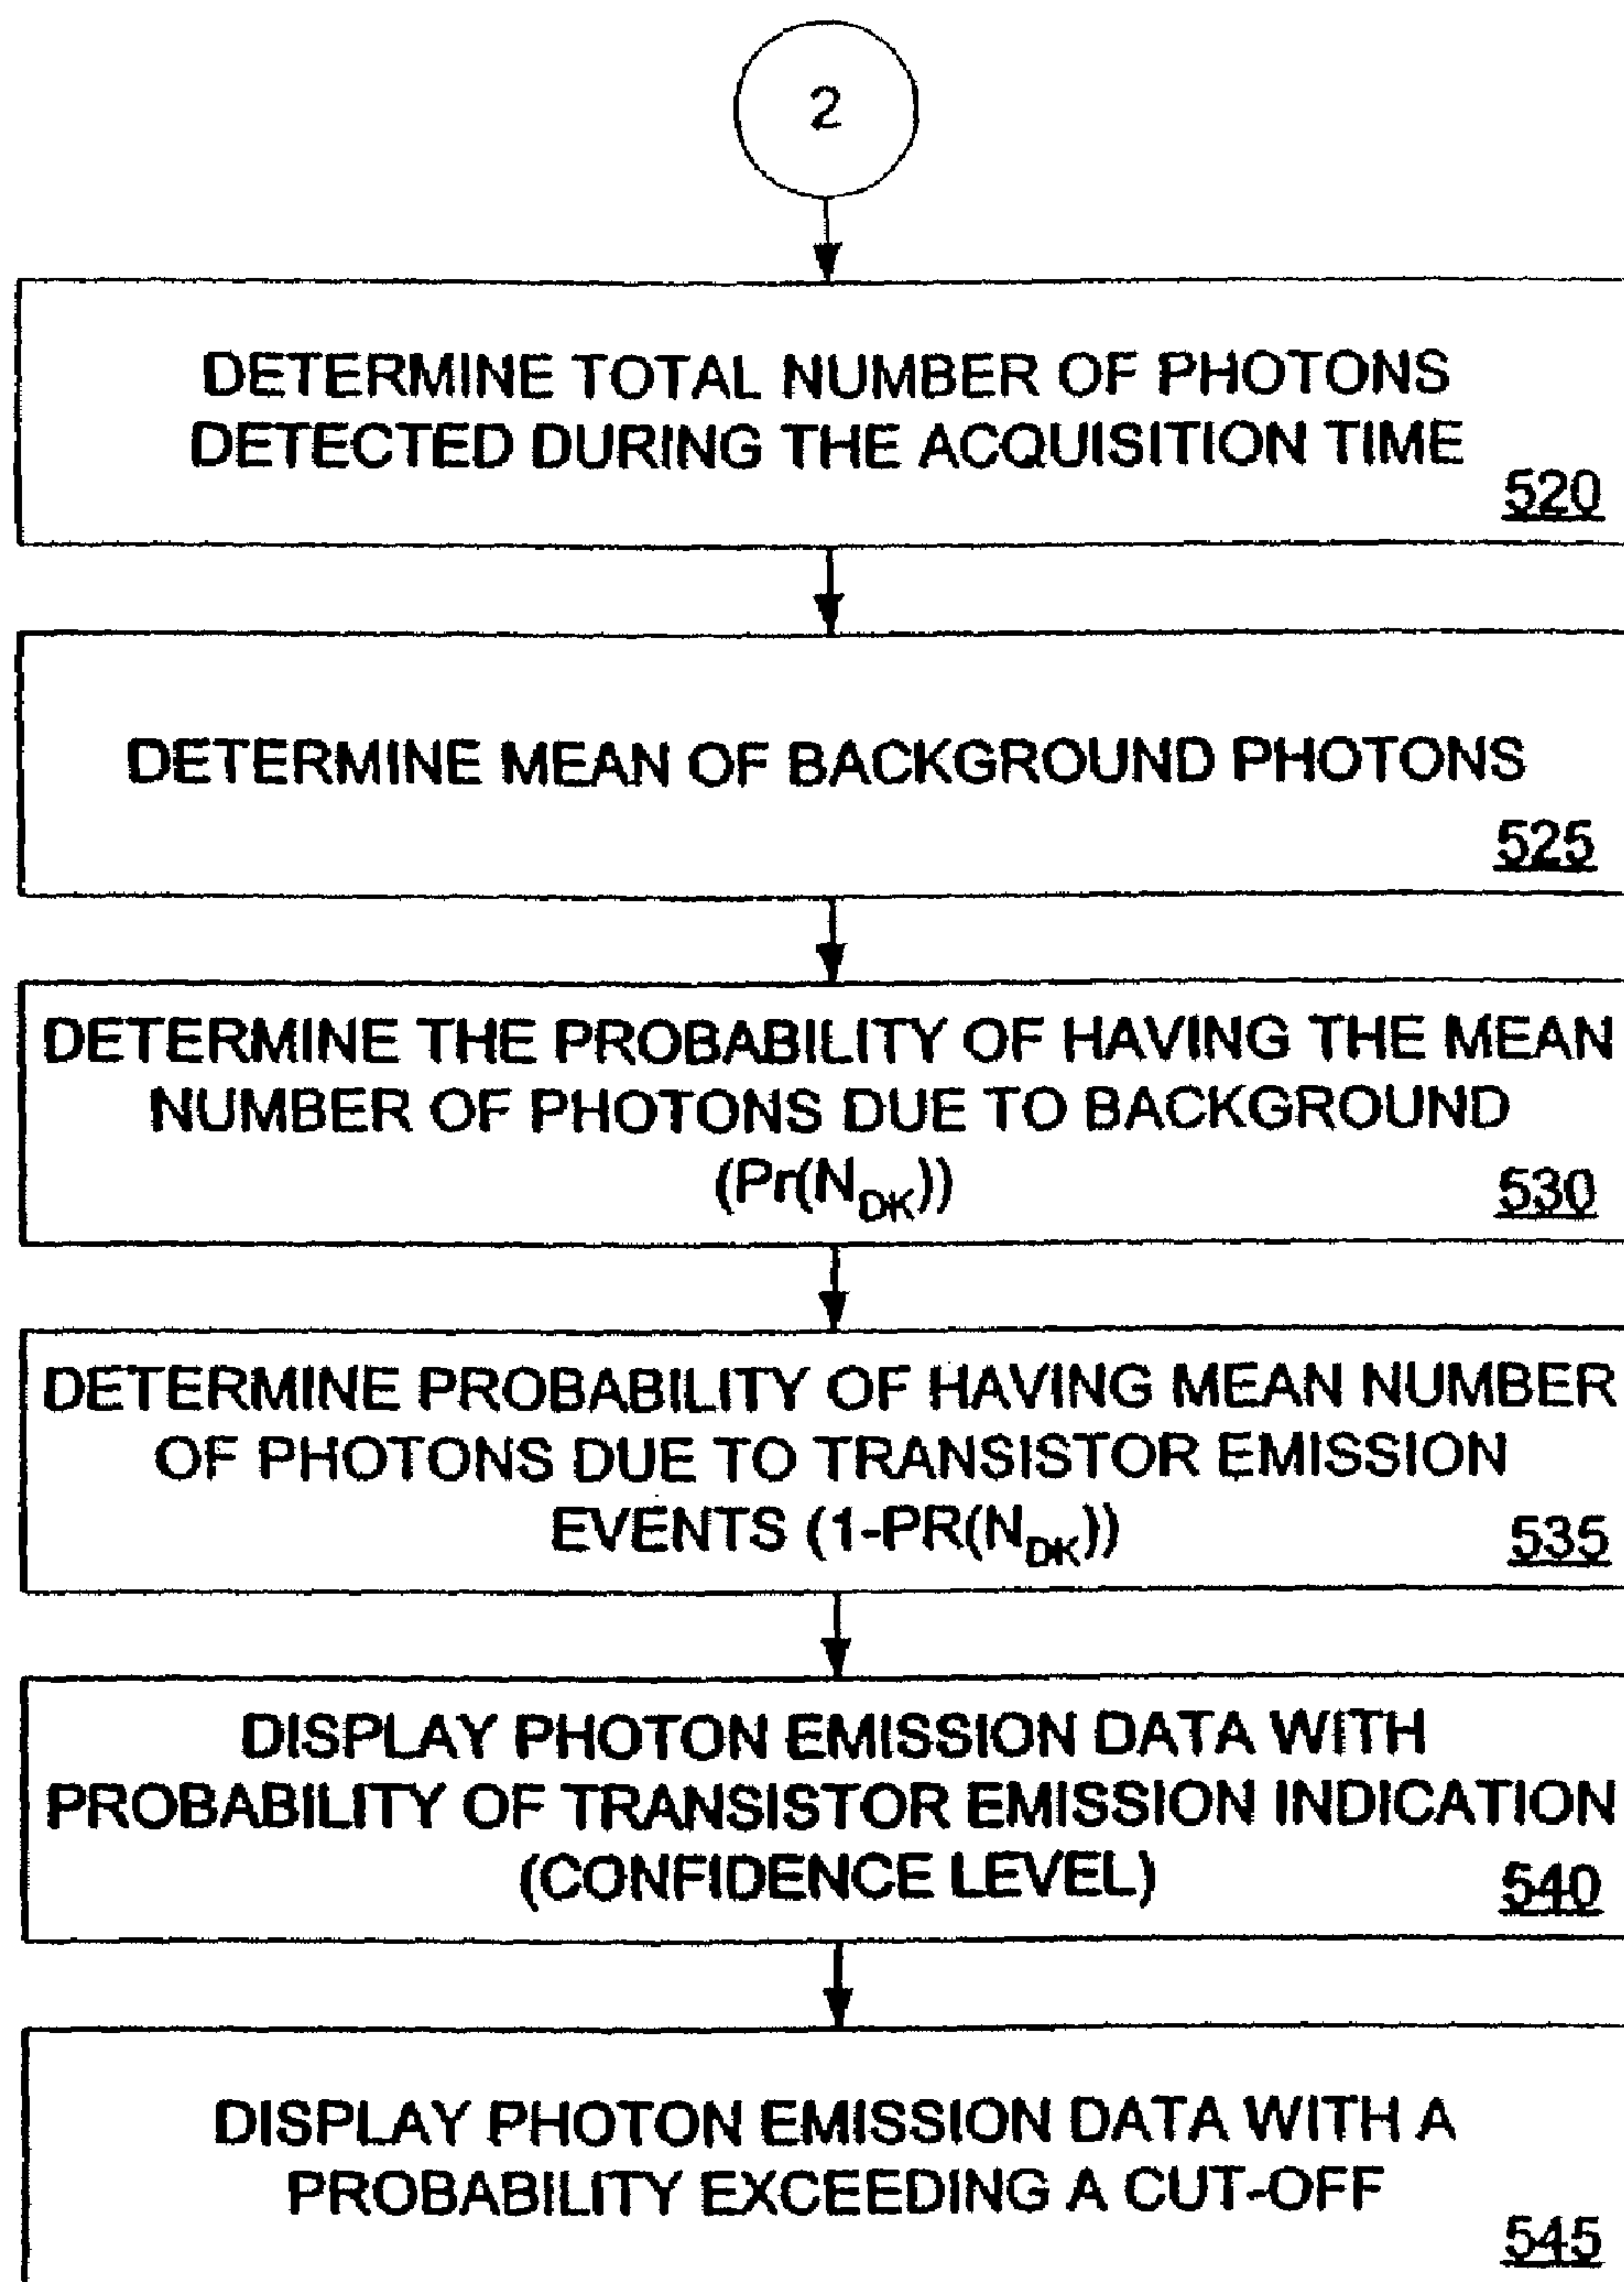 2
DETERMINE TOTAL NUMBER OF PHOTONS
DETECTED DURING THE ACQUISITION TIME
520
DETERMINE MEAN OF BACKGROUND PHOTONS
525
DETERMINE THE PROBABILITY OF HAVING THE MEAN
NUMBER OF PHOTONS DUE TO BACKGROUND
(Pr(N_DK))
530
DETERMINE PROBABILITY OF HAVING MEAN NUMBER
OF PHOTONS DUE TO TRANSISTOR EMISSION
EVENTS (1-PR(N_DK))
535
DISPLAY PHOTON EMISSION DATA WITH
PROBABILITY OF TRANSISTOR EMISSION INDICATION
(CONFIDENCE LEVEL)
540
DISPLAY PHOTON EMISSION DATA WITH A
PROBABILITY EXCEEDING A CUT-OFF
545